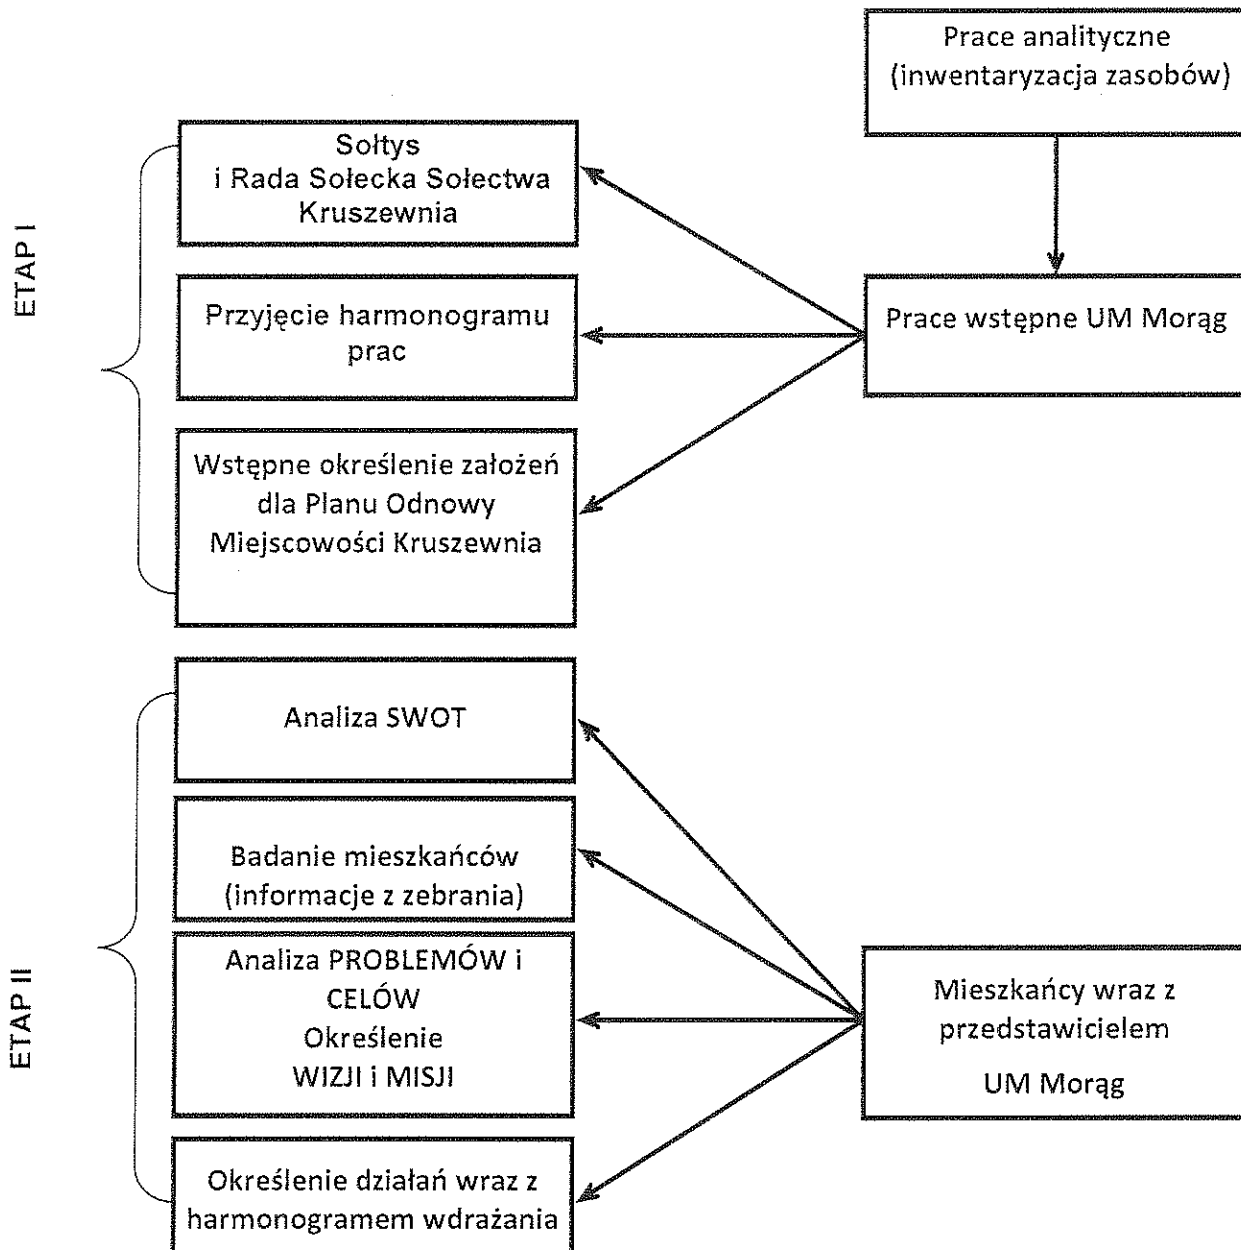 Prace analityczne
(inwentaryzacja zasobów)
ETAP I
Sołtys
i Rada Sołecka Sołectwa
Kruszewnia
Przyjęcie harmonogramu
prac
Prace wstępne UM Morąg
Wstępne określenie założeń
dla Planu Odnowy
Miejscowości Kruszewnia
ETAP II
Analiza SWOT
Badanie mieszkańców
(informacje z zebrania)
Analiza PROBLEMÓW i
CELÓW
Określenie
WIZJI i MISJI
Mieszkańcy wraz z
przedstawicielem
UM Morąg
Określenie działań wraz z
harmonogramem wdrażania